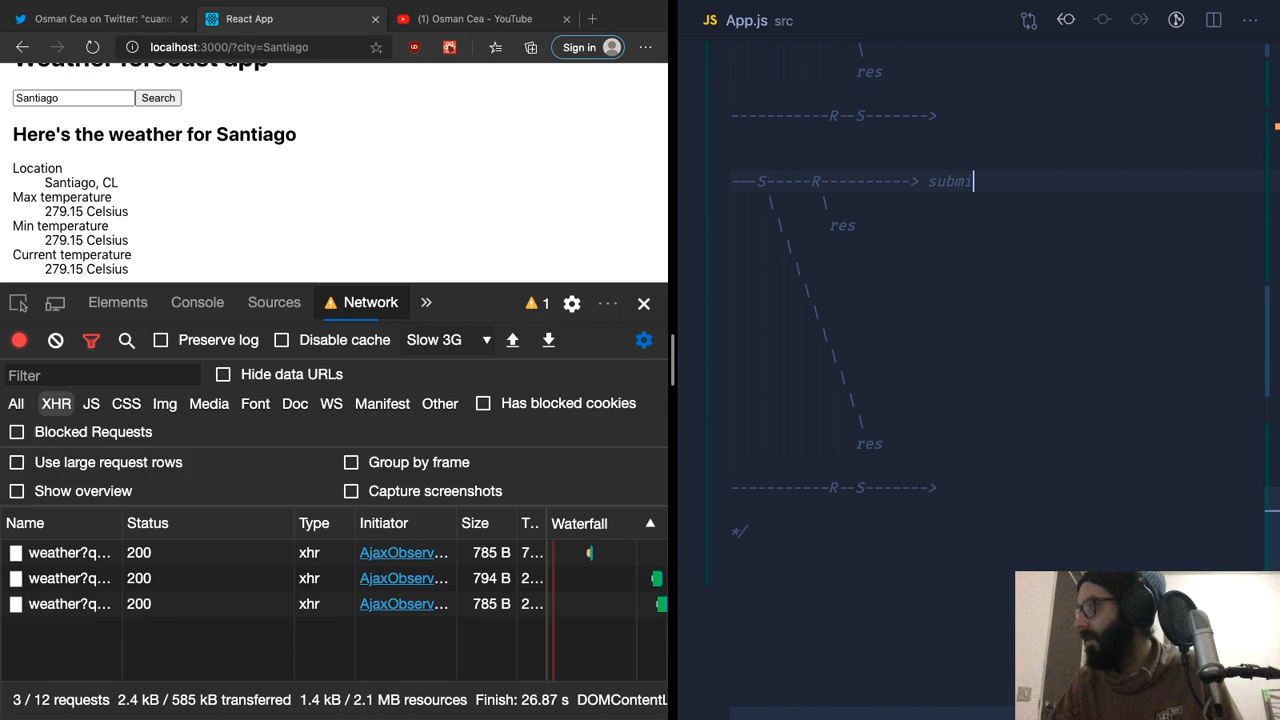 Osman Cea on Twitter: "cuand
React App
(1) Osman Cea - YouTube
localhost:3000/?city=Santiago
Sign in
Weather forecast app
Santiago
Search
Here's the weather for Santiago
Location
Santiago, CL
Max temperature
279.15 Celsius
Min temperature
279.15 Celsius
Current temperature
279.15 Celsius
Elements
Console
Sources
Network
1
Preserve log
Disable cache
Slow 3G
Filter
Hide data URLs
All XHR JS CSS Img Media Font Doc WS Manifest Other
Has blocked cookies
Blocked Requests
Use large request rows
Group by frame
Show overview
Capture screenshots
Name Status Type Initiator Size T... Waterfall
weather?q... 200 xhr AjaxObserv... 785 B 7...
weather?q... 200 xhr AjaxObserv... 794 B 2...
weather?q... 200 xhr AjaxObserv... 785 B 2...
3 / 12 requests 2.4 kB / 585 kB transferred 1.4 kB / 2.1 MB resources Finish: 26.87 s DOMContentL
JS App.js src
\
res
-----------R--S------->
---S-----R----------> submi
\ \
\ res
\
\
\
\
\
\
\
\
\
res
-----------R--S------->
*/